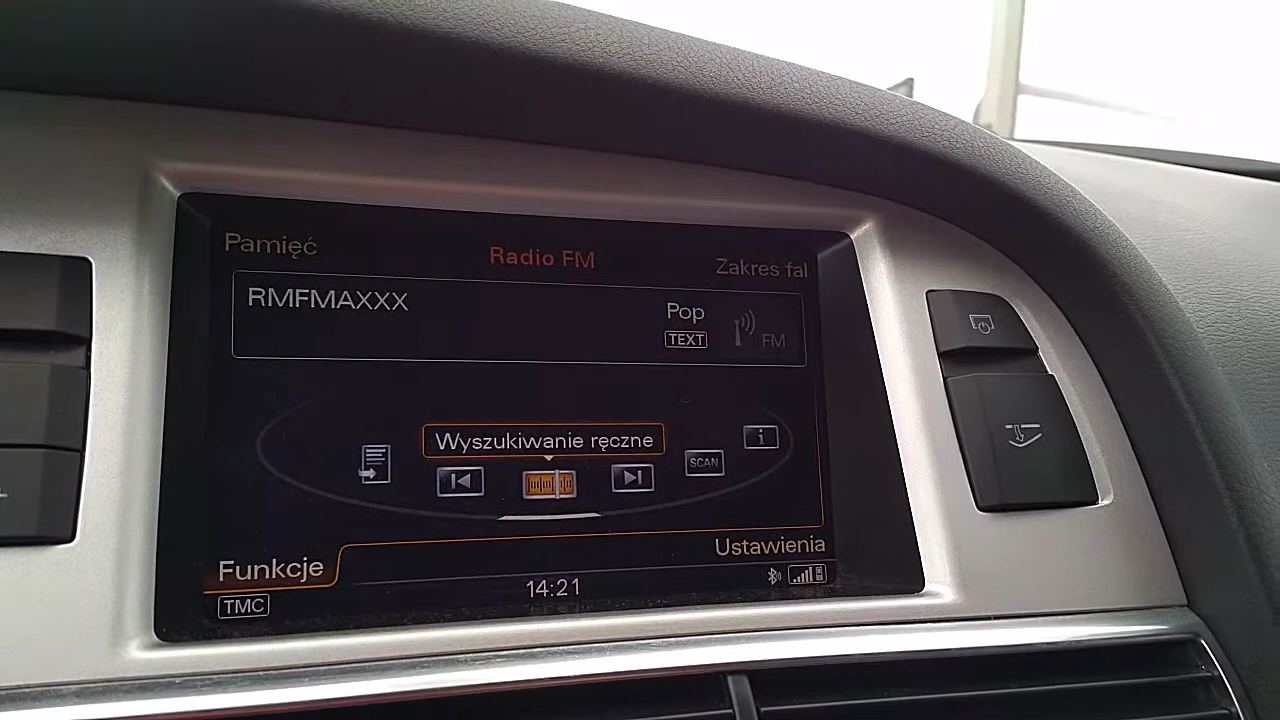 Pamięć
Radio FM
Zakres fal
RMFMAXXX
Pop
TEXT
FM
Wyszukiwanie ręczne
SCAN
i
Ustawienia
Funkcje
14:21
TMC